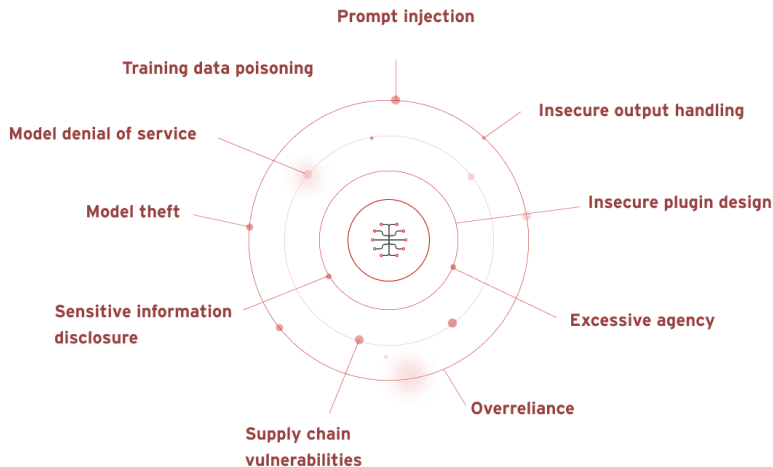 Prompt injection
Training data poisoning
Insecure output handling
Model denial of service
Insecure plugin design
Model theft
Sensitive information
disclosure
Excessive agency
Overreliance
Supply chain
vulnerabilities